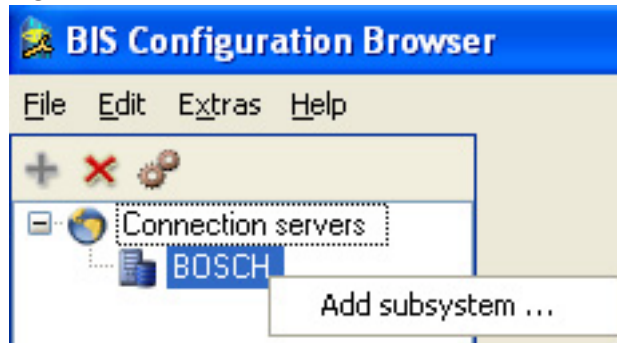 BIS Configuration Browser
File Edit Extras Help
Connection servers
BOSCH
Add subsystem ...